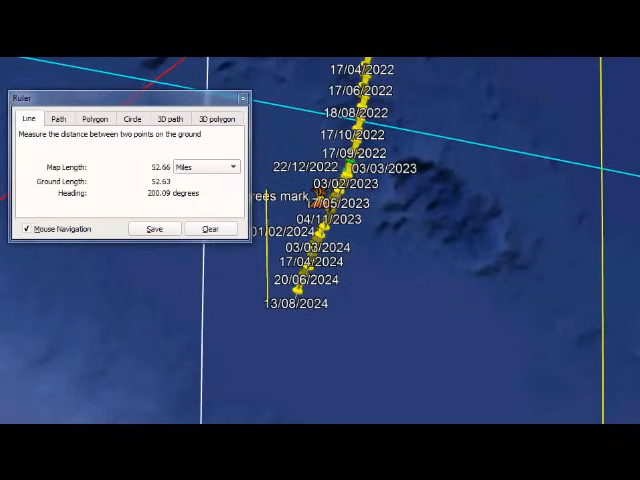 Ruler
Line Path Polygon Circle 3D path 3D polygon
Measure the distance between two points on the ground
Map Length: 52.66 Miles
Ground Length: 52.63
Heading: 200.09 degrees
Mouse Navigation Save Clear
17/04/2022
17/06/2022
18/08/2022
17/10/2022
17/09/2022
22/12/2022 03/03/2023
03/02/2023
rees mark
7/05/2023
04/11/2023
01/02/2024
03/03/2024
17/04/2024
20/06/2024
13/08/2024